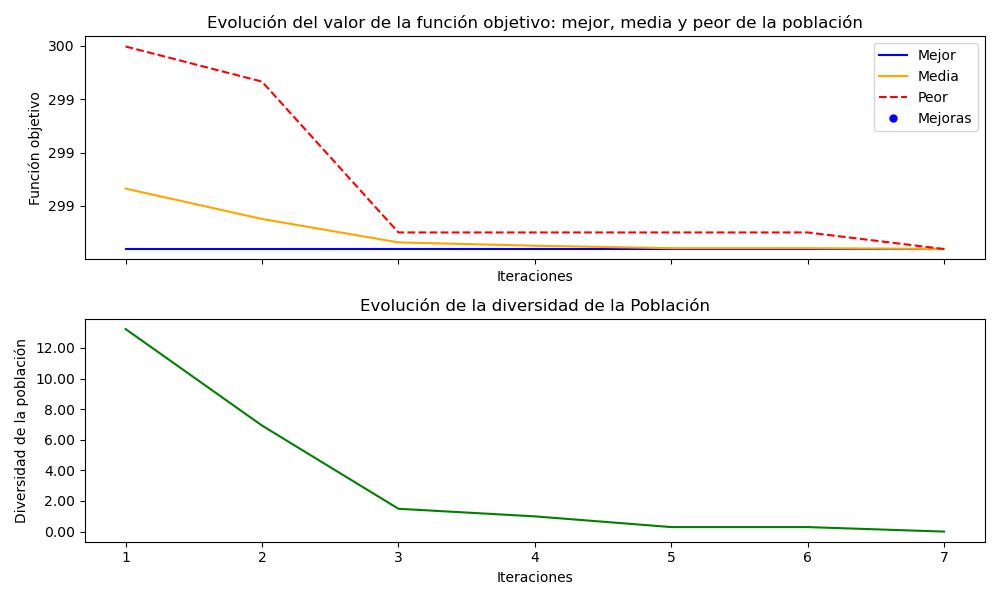 Evolución del valor de la función objetivo: mejor, media y peor de la población
Función objetivo
300
299
299
299
Mejor
Media
Peor
Mejoras
Iteraciones
Evolución de la diversidad de la Población
Diversidad de la población
12.00
10.00
8.00
6.00
4.00
2.00
0.00
1 2 3 4 5 6 7
Iteraciones